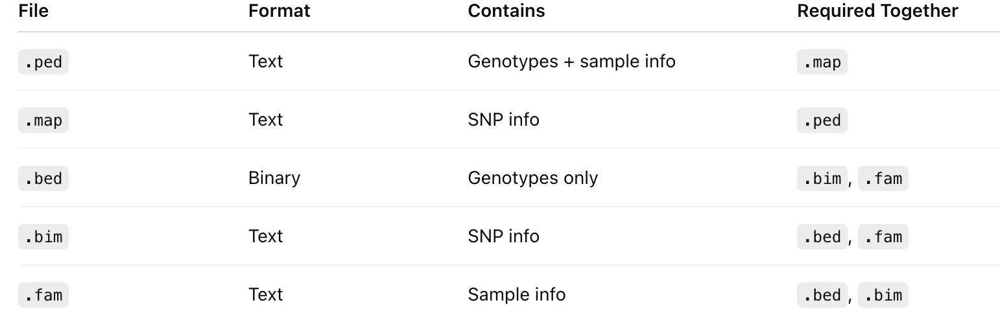 File Format Contains Required Together
.ped Text Genotypes + sample info .map
.map Text SNP info .ped
.bed Binary Genotypes only .bim, .fam
.bim Text SNP info .bed, .fam
.fam Text Sample info .bed, .bim